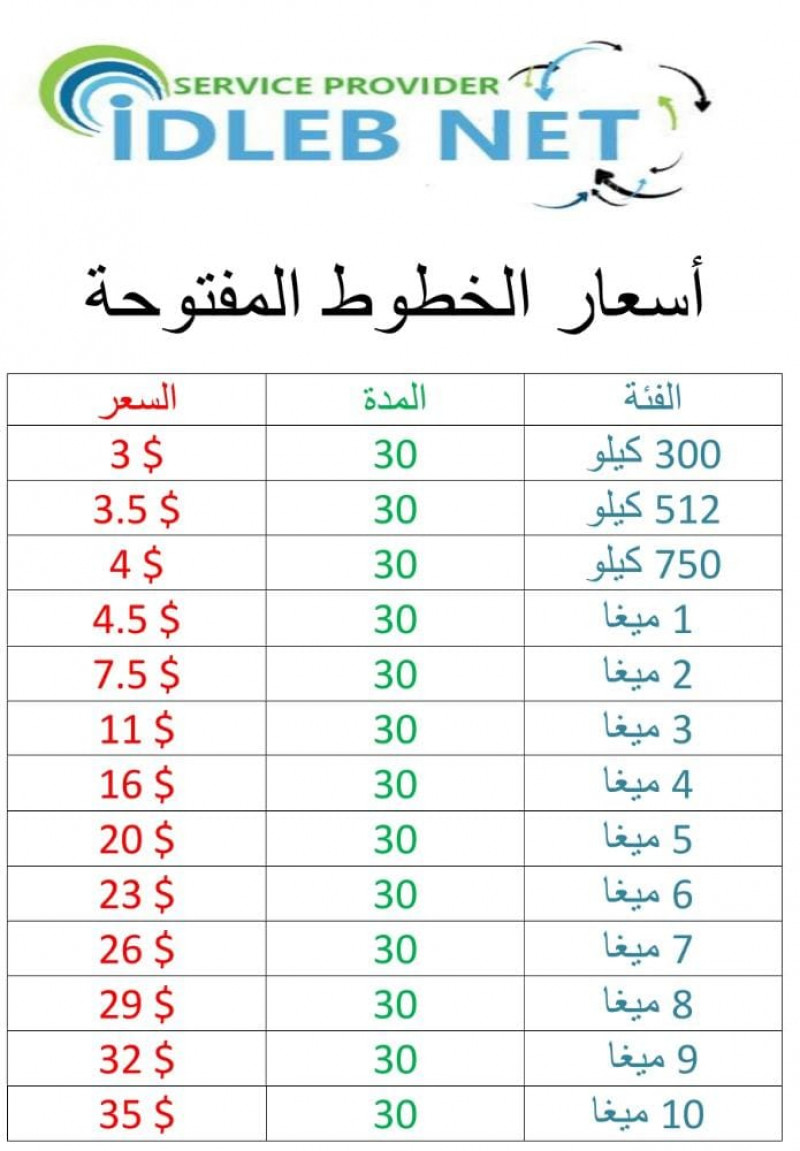 SERVICE PROVIDER
iDLEB NET
أسعار الخطوط المفتوحة
الفئة المدة السعر
300 كيلو 30 3 $
512 كيلو 30 3.5 $
750 كيلو 30 4 $
1 ميغا 30 4.5 $
2 ميغا 30 7.5 $
3 ميغا 30 11 $
4 ميغا 30 16 $
5 ميغا 30 20 $
6 ميغا 30 23 $
7 ميغا 30 26 $
8 ميغا 30 29 $
9 ميغا 30 32 $
10 ميغا 30 35 $